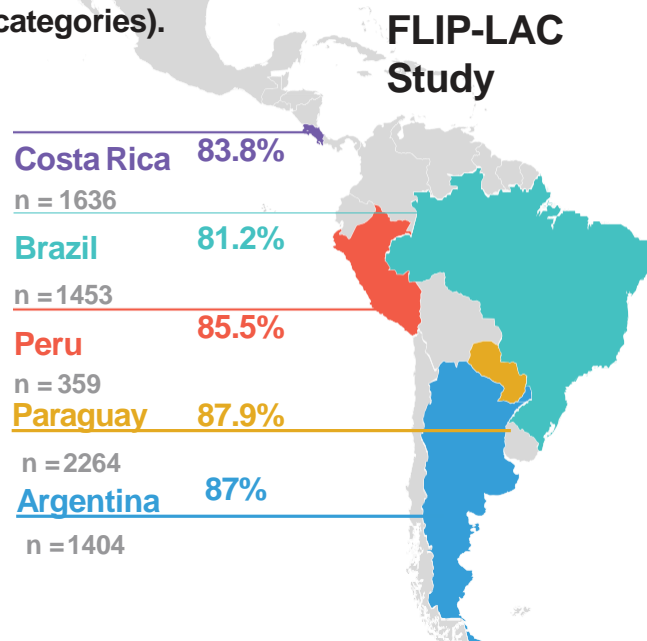 categories).
FLIP-LAC
Study
Costa Rica 83.8%
n = 1636
Brazil 81.2%
n = 1453
85.5%
Peru
n = 359
Paraguay 87.9%
n = 2264
Argentina 87%
n = 1404